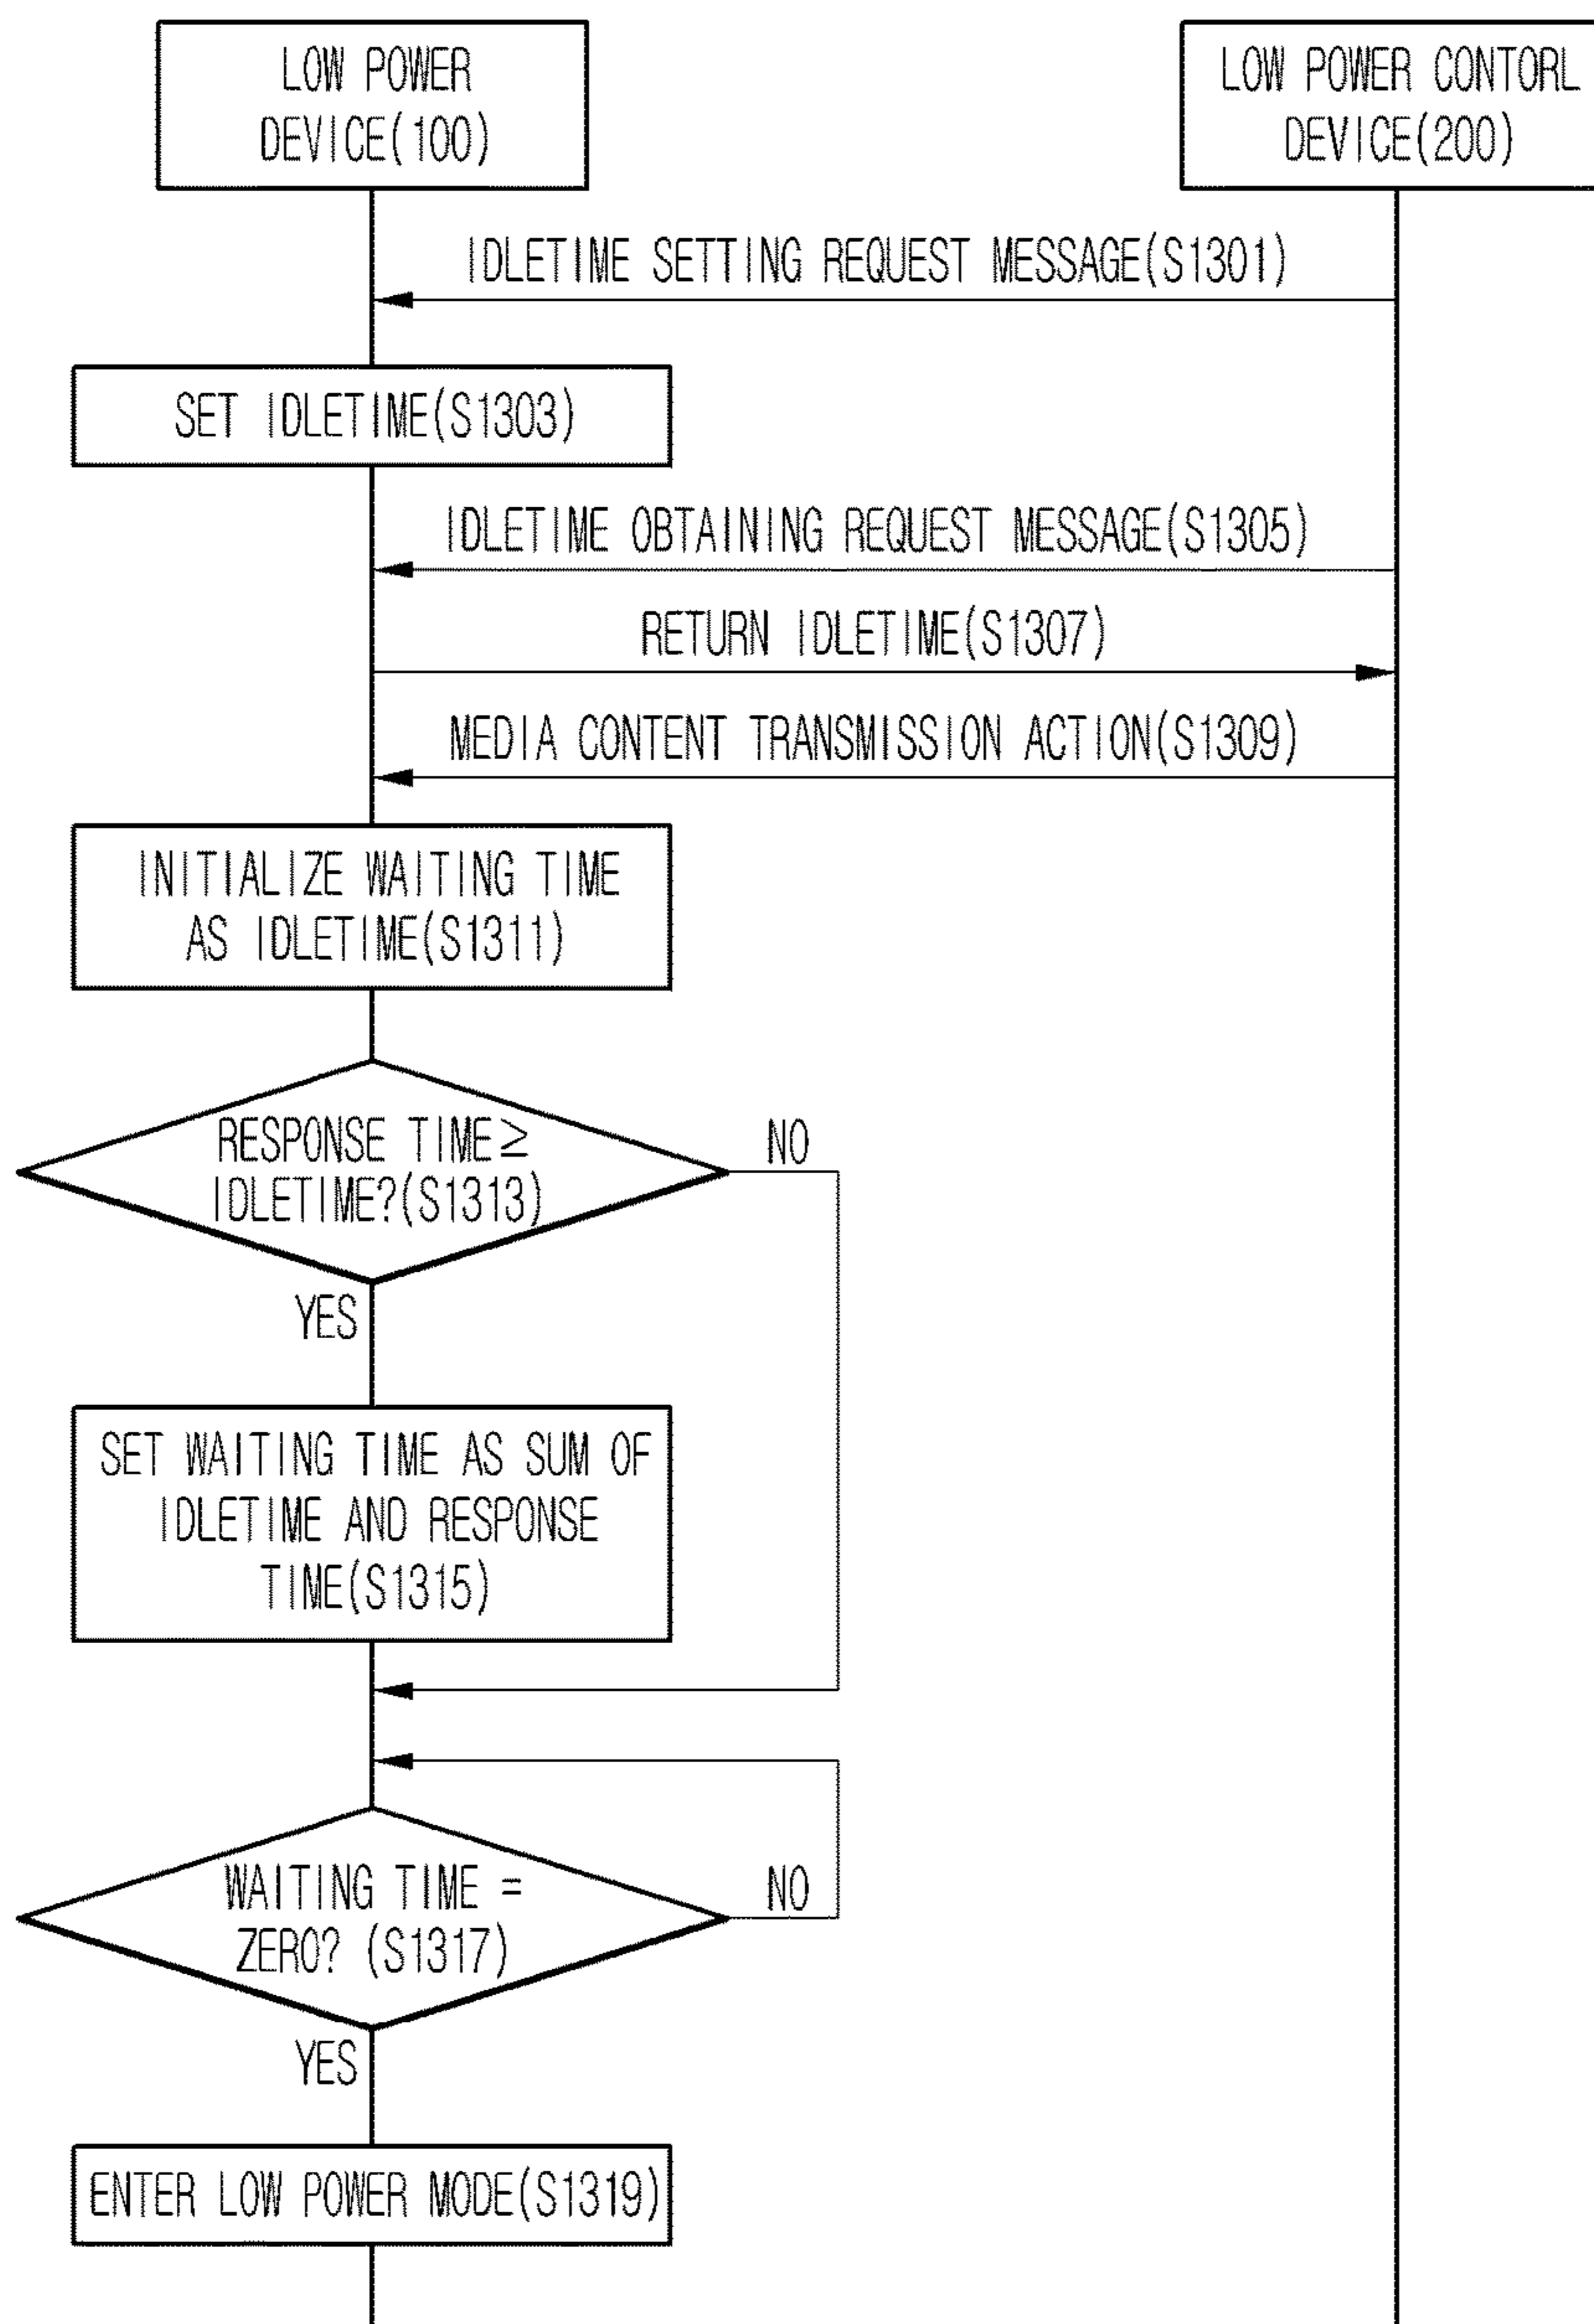 LOW POWER
DEVICE(100)
LOW POWER CONTORL
DEVICE(200)
IDLETIME SETTING REQUEST MESSAGE(S1301)
SET IDLETIME(S1303)
IDLETIME OBTAINING REQUEST MESSAGE(S1305)
RETURN IDLETIME(S1307)
MEDIA CONTENT TRANSMISSION ACTION(S1309)
INITIALIZE WAITING TIME
AS IDLETIME(S1311)
RESPONSE TIME≥
IDLETIME?(S1313)
NO
YES
SET WAITING TIME AS SUM OF
IDLETIME AND RESPONSE
TIME(S1315)
WAITING TIME =
ZERO? (S1317)
NO
YES
ENTER LOW POWER MODE(S1319)